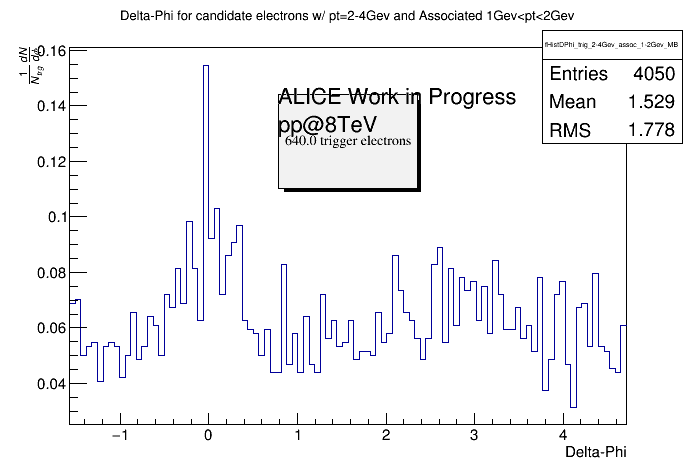 Delta-Phi for candidate electrons w/ pt=2-4Gev and Associated 1Gev<pt<2Gev
fHistDPhi_trig_2-4Gev_assoc_1-2Gev_MB
Entries 4050
Mean 1.529
RMS 1.778
1/N_trig dN/dφ
0.16
0.14
0.12
0.1
0.08
0.06
0.04
ALICE Work in Progress
pp@8TeV
640.0 trigger electrons
−1 0 1 2 3 4
Delta-Phi